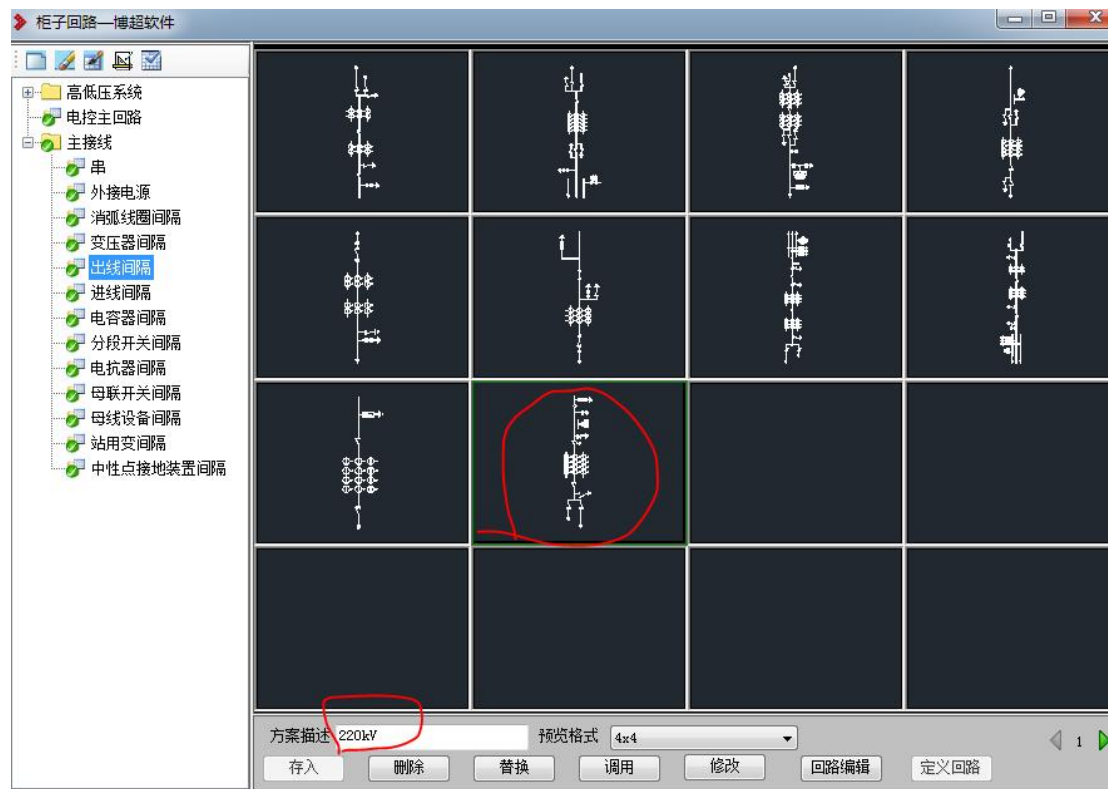 柜子回路—博超软件
高低压系统
电控主回路
主接线
串
外接电源
消弧线圈间隔
变压器间隔
出线间隔
进线间隔
电容器间隔
分段开关间隔
电抗器间隔
母联开关间隔
母线设备间隔
站用变间隔
中性点接地装置间隔
方案描述 220kV 预览格式 4x4 1
存入 删除 替换 调用 修改 回路编辑 定义回路